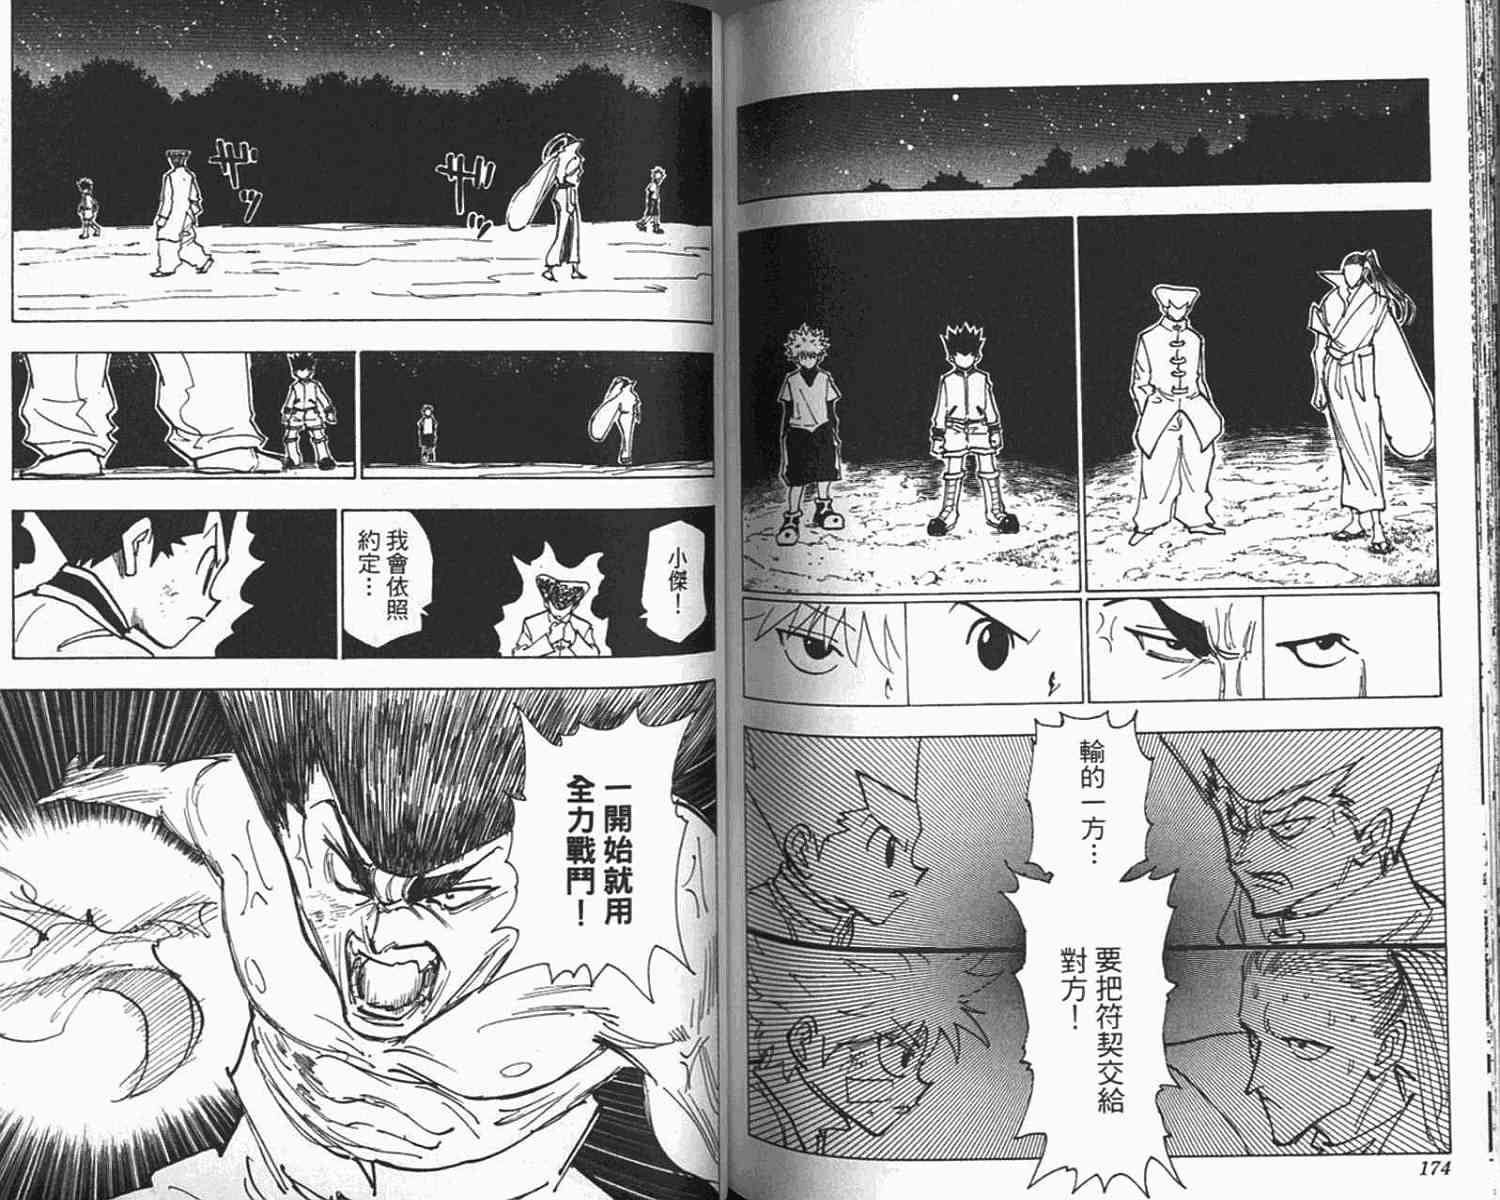 輸的一方…
要把符契交給
對方！
174
ザッ
ザッ
小傑！
我會依照
約定…
一開始就用
全力戰鬥！